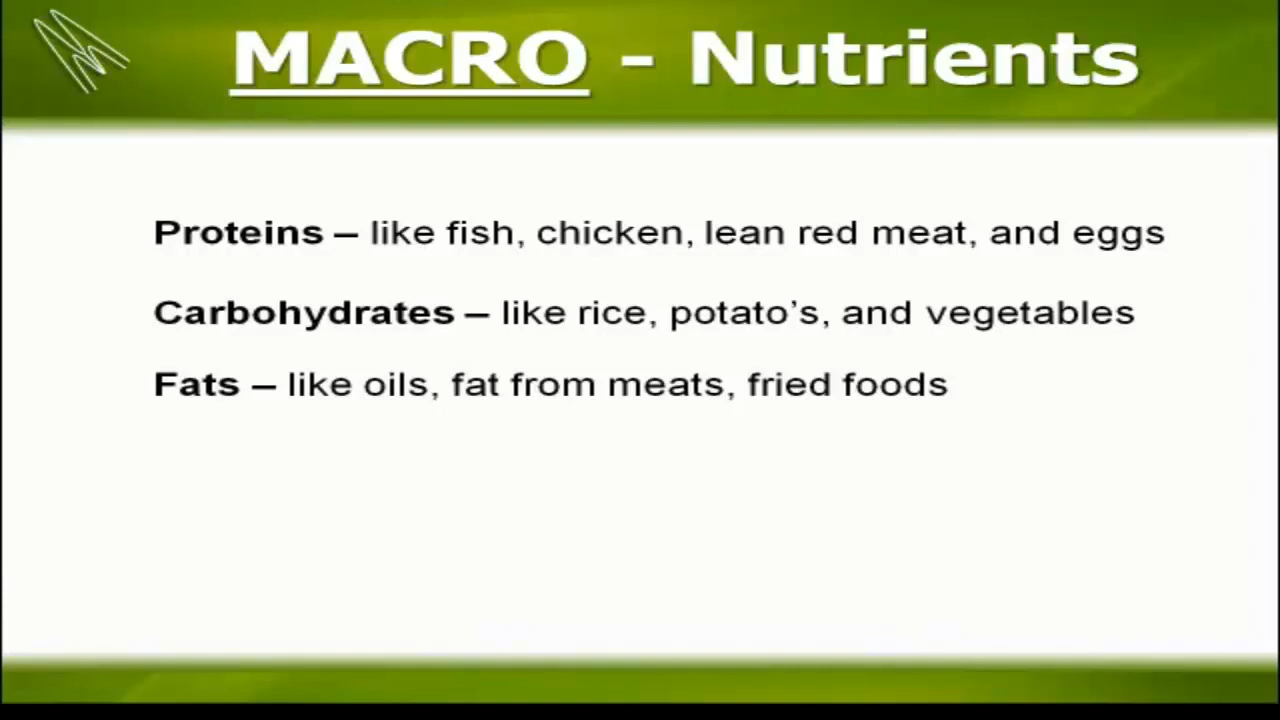 MACRO - Nutrients
Proteins – like fish, chicken, lean red meat, and eggs
Carbohydrates – like rice, potato’s, and vegetables
Fats – like oils, fat from meats, fried foods